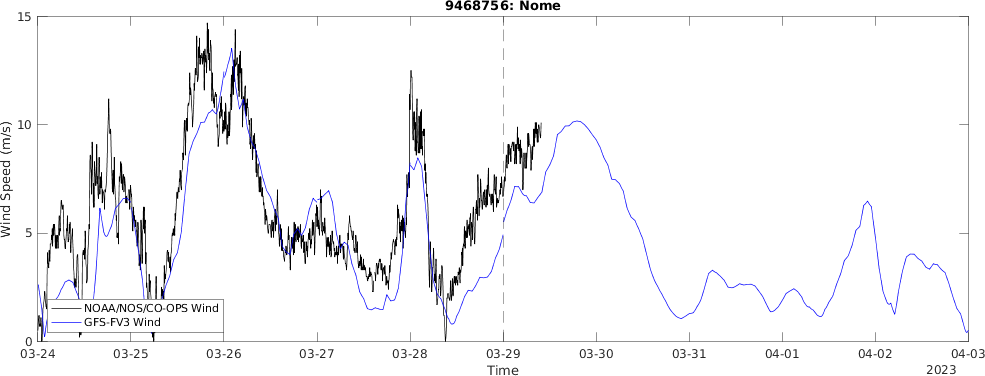 9468756: Nome
15
10
5
0
Wind Speed (m/s)
NOAA/NOS/CO-OPS Wind
GFS-FV3 Wind
03-24 03-25 03-26 03-27 03-28 03-29 03-30 03-31 04-01 04-02 04-03
Time
2023